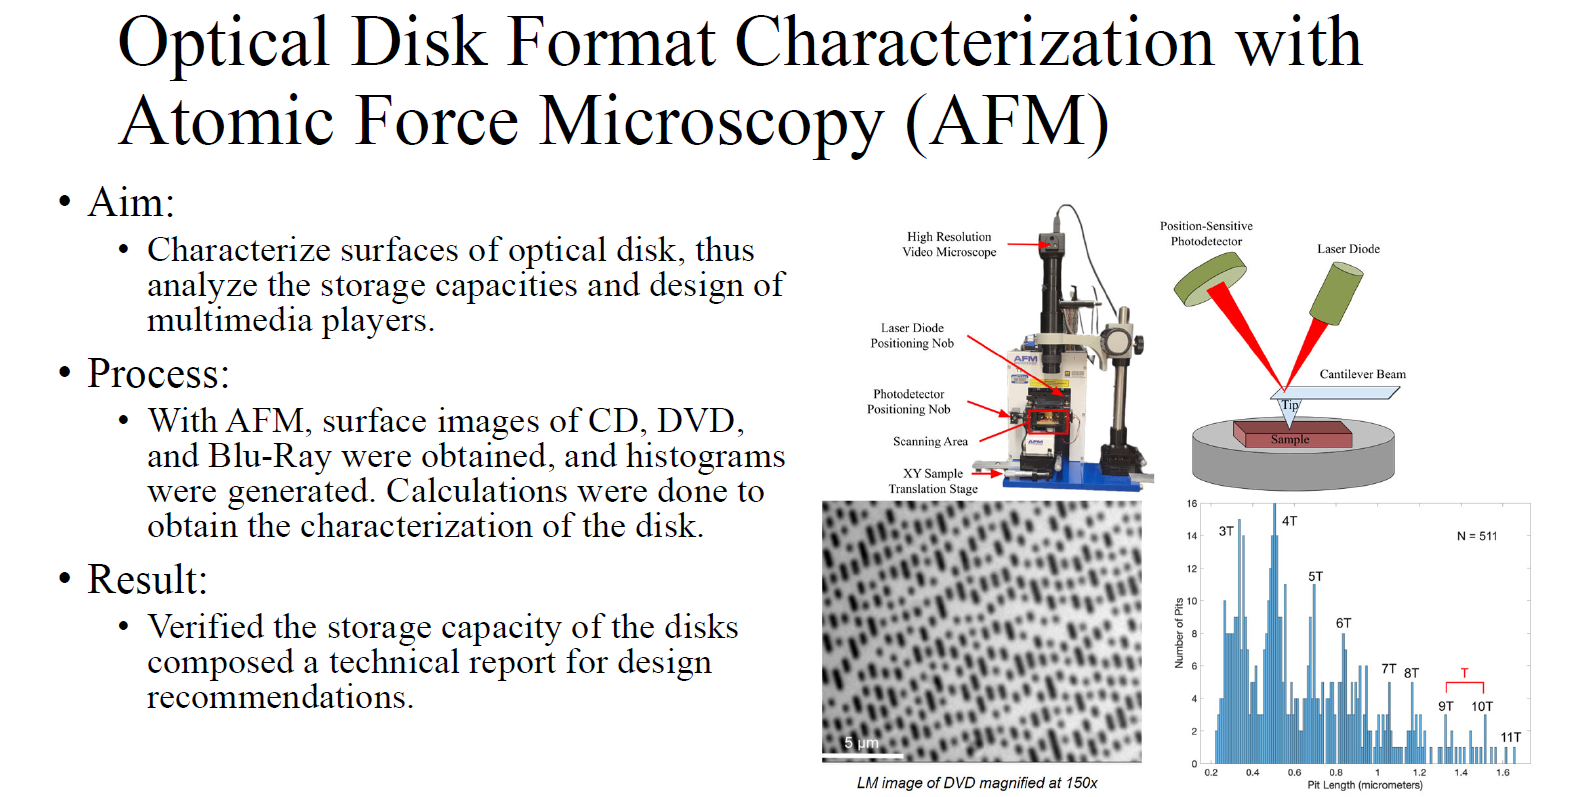 Optical Disk Format Characterization with
Atomic Force Microscopy (AFM)
• Aim:
• Characterize surfaces of optical disk, thus
analyze the storage capacities and design of
multimedia players.
• Process:
• With AFM, surface images of CD, DVD,
and Blu-Ray were obtained, and histograms
were generated. Calculations were done to
obtain the characterization of the disk.
• Result:
• Verified the storage capacity of the disks
composed a technical report for design
recommendations.
High Resolution
Video Microscope
Laser Diode
Positioning Nob
Photodetector
Positioning Nob
Scanning Area
XY Sample
Translation Stage
AFM
AFM
Position-Sensitive
Photodetector
Laser Diode
Cantilever Beam
Tip
Sample
5 μm
LM image of DVD magnified at 150x
Number of Pits
16
14
12
10
8
6
4
2
0
3T
4T
5T
6T
7T
8T
T
9T
10T
11T
N = 511
0.2 0.4 0.6 0.8 1 1.2 1.4 1.6
Pit Length (micrometers)